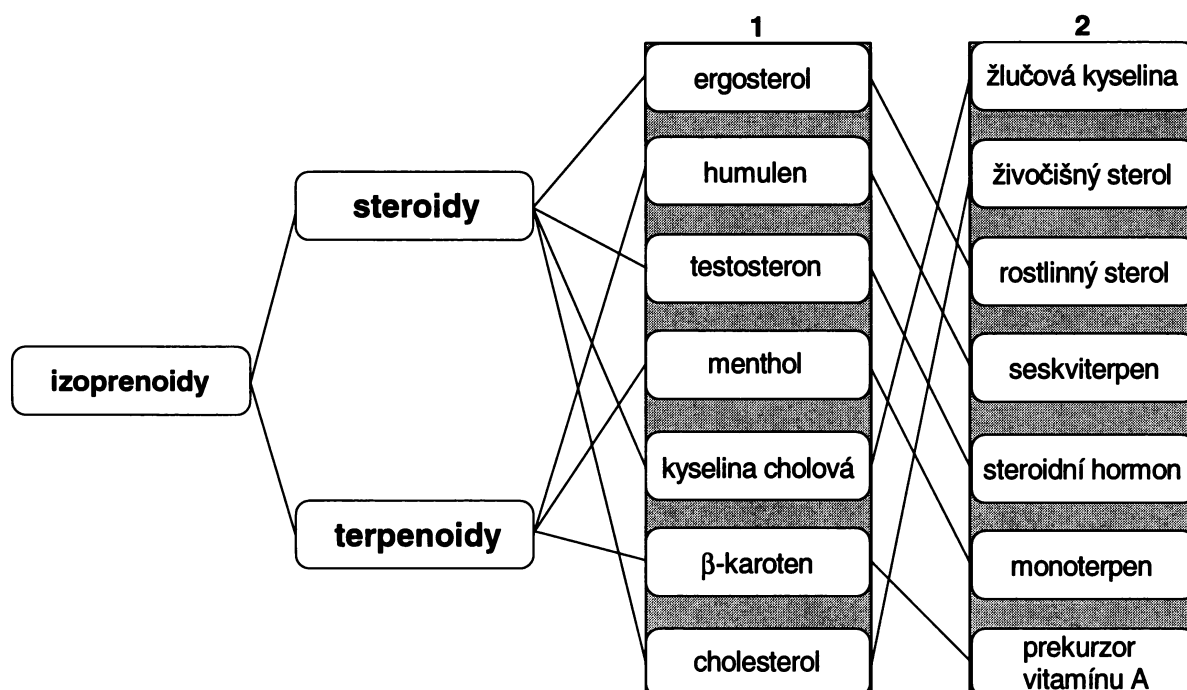 1
2
ergosterol
žlučová kyselina
humulen
živočišný sterol
steroidy
testosteron
rostlinný sterol
izoprenoidy
menthol
seskviterpen
kyselina cholová
steroidní hormon
terpenoidy
β-karoten
monoterpen
cholesterol
prekurzor
vitamínu A